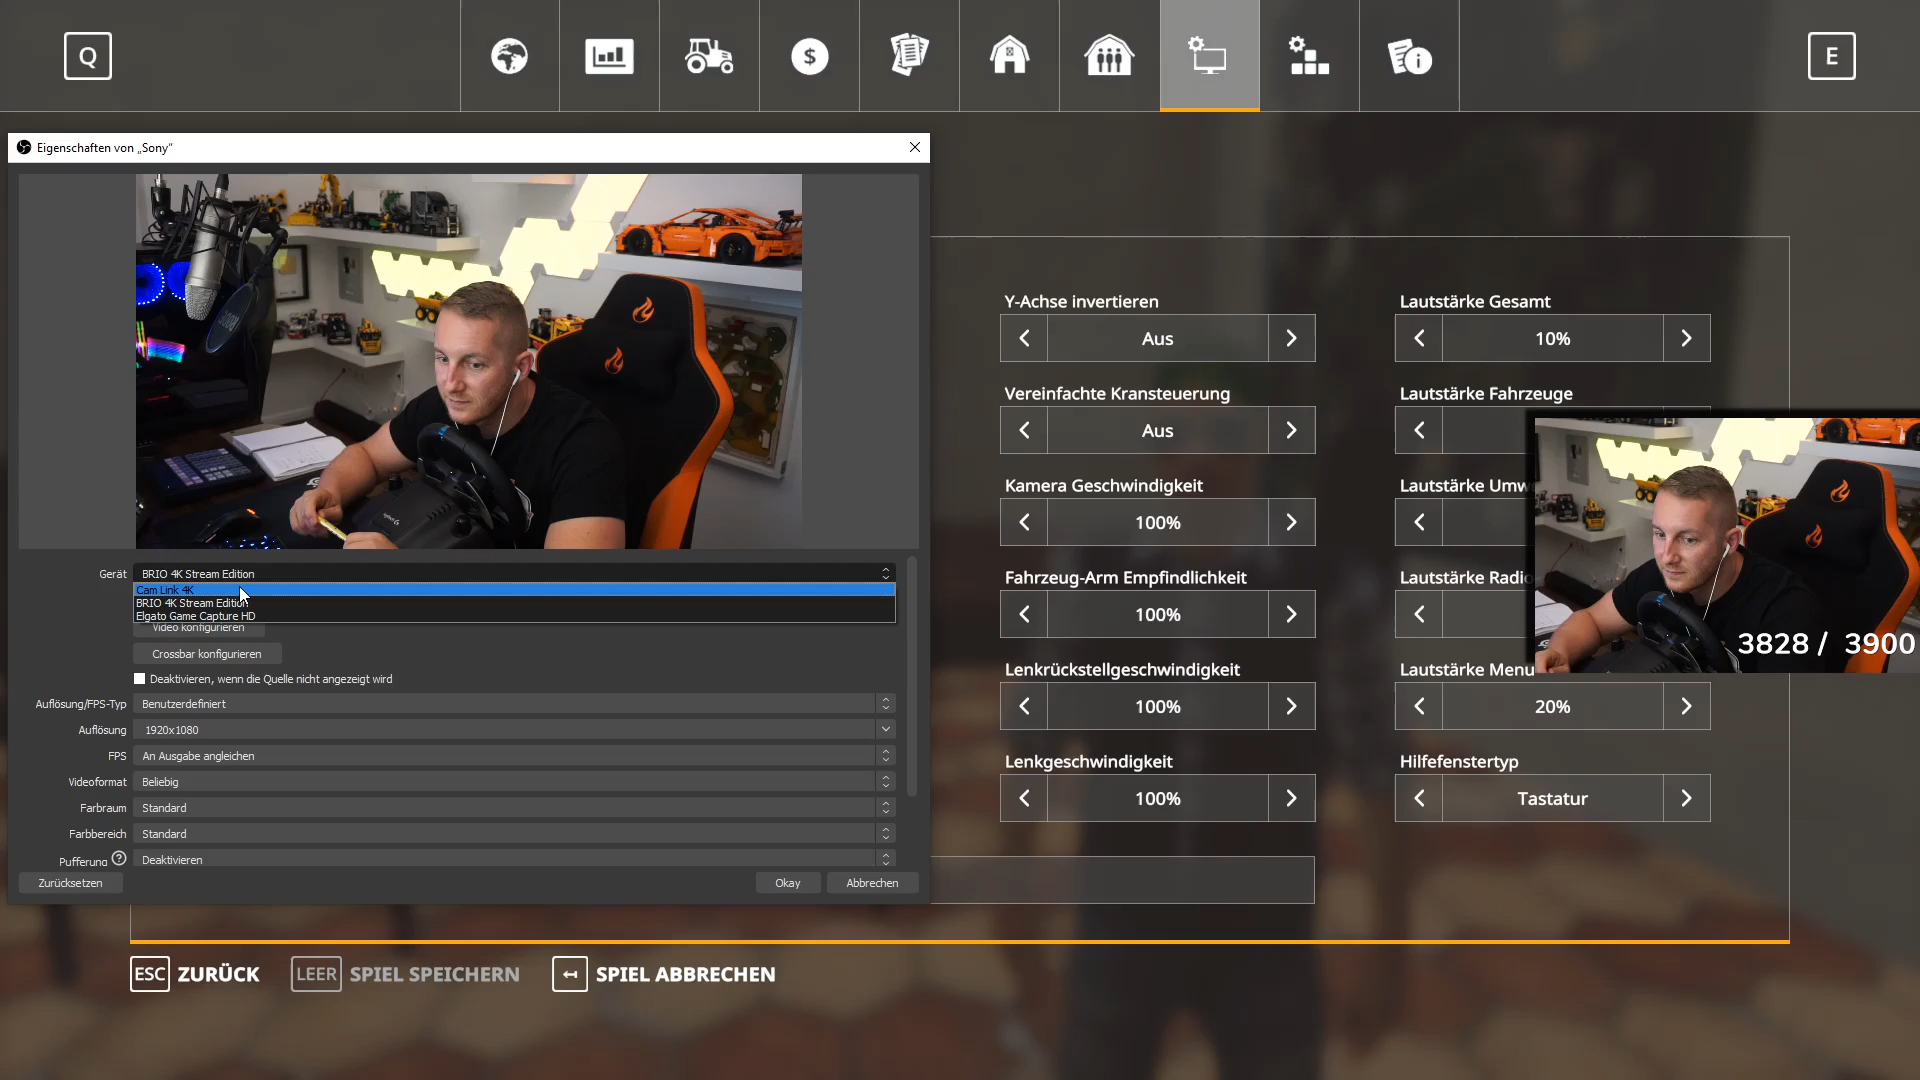 Q
E
Eigenschaften von „Sony“
Gerät
BRIO 4K Stream Edition
Cam Link 4K
BRIO 4K Stream Edition
Elgato Game Capture HD
Video konfigurieren
Crossbar konfigurieren
Deaktivieren, wenn die Quelle nicht angezeigt wird
Auflösung/FPS-Typ
Benutzerdefiniert
Auflösung
1920x1080
FPS
An Ausgabe angleichen
Videoformat
Beliebig
Farbraum
Standard
Farbbereich
Standard
Pufferung
Deaktivieren
Zurücksetzen
Okay
Abbrechen
Y-Achse invertieren
Aus
Vereinfachte Kransteuerung
Aus
Kamera Geschwindigkeit
100%
Fahrzeug-Arm Empfindlichkeit
100%
Lenkrückstellgeschwindigkeit
100%
Lenkgeschwindigkeit
100%
Lautstärke Gesamt
10%
Lautstärke Fahrzeuge
Lautstärke Umw
Lautstärke Radio
3828 / 3900
Lautstärke Menu
20%
Hilfefenstertyp
Tastatur
ESC ZURÜCK
LEER SPIEL SPEICHERN
SPIEL ABBRECHEN